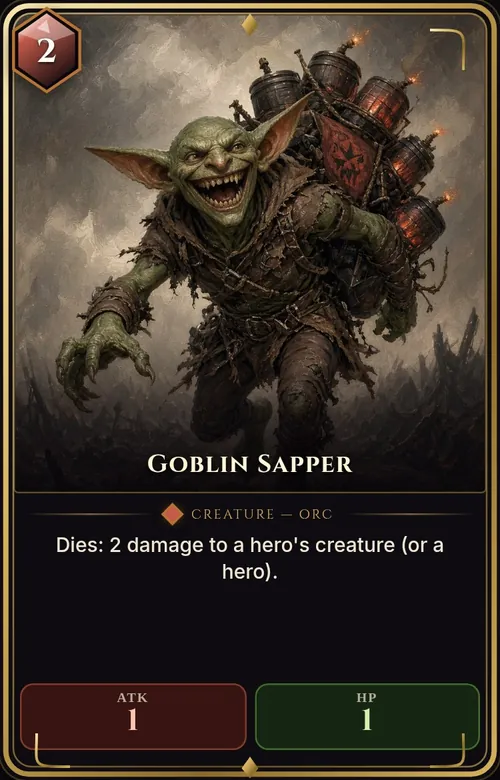 2
Goblin Sapper
CREATURE — ORC
Dies: 2 damage to a hero's creature (or a
hero).
ATK
1
HP
1